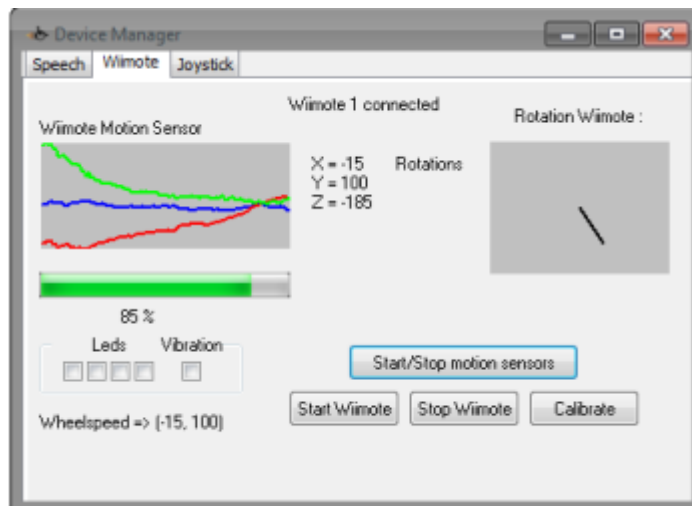 Device Manager
Speech Wiimote Joystick
Wiimote 1 connected
Rotation Wiimote :
Wiimote Motion Sensor
X = -15 Rotations
Y = 100
Z = -185
85 %
Leds Vibration
Start/Stop motion sensors
Start Wiimote Stop Wiimote Calibrate
Wheelspeed => (-15, 100)